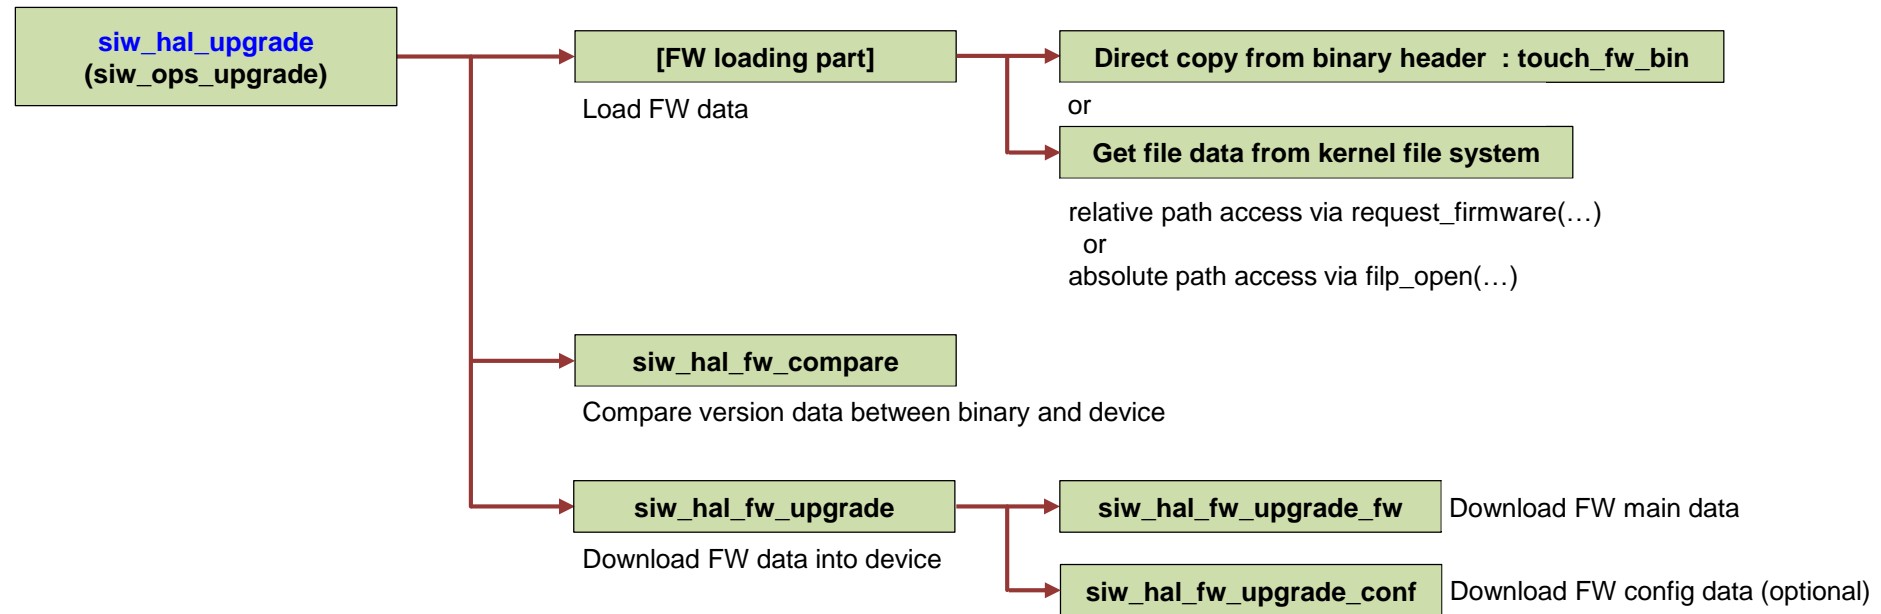 siw_hal_upgrade
(siw_ops_upgrade)
[FW loading part]
Load FW data
Direct copy from binary header : touch_fw_bin
or
Get file data from kernel file system
relative path access via request_firmware(…)
or
absolute path access via filp_open(…)
siw_hal_fw_compare
Compare version data between binary and device
siw_hal_fw_upgrade
Download FW data into device
siw_hal_fw_upgrade_fw
Download FW main data
siw_hal_fw_upgrade_conf
Download FW config data (optional)